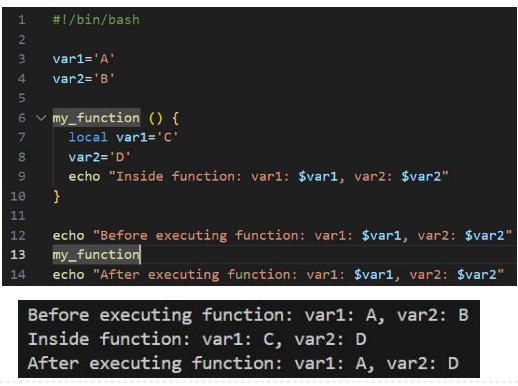 1 #!/bin/bash
2
3 var1='A'
4 var2='B'
5
6 my_function () {
7 local var1='C'
8 var2='D'
9 echo "Inside function: var1: $var1, var2: $var2"
10 }
11
12 echo "Before executing function: var1: $var1, var2: $var2"
13 my_function
14 echo "After executing function: var1: $var1, var2: $var2"
Before executing function: var1: A, var2: B
Inside function: var1: C, var2: D
After executing function: var1: A, var2: D